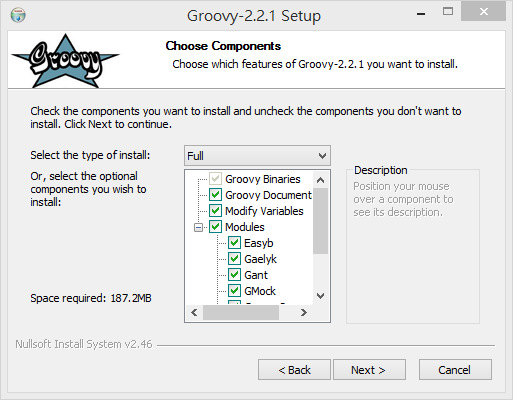 Groovy-2.2.1 Setup
Groovy
Choose Components
Choose which features of Groovy-2.2.1 you want to install.
Check the components you want to install and uncheck the components you don't want to
install. Click Next to continue.
Select the type of install:
Full
Or, select the optional
components you wish to
install:
Groovy Binaries
Groovy Document
Modify Variables
Modules
Easyb
Gaelyk
Gant
GMock
Description
Position your mouse
over a component to
see its description.
Space required: 187.2MB
Nullsoft Install System v2.46
< Back
Next >
Cancel